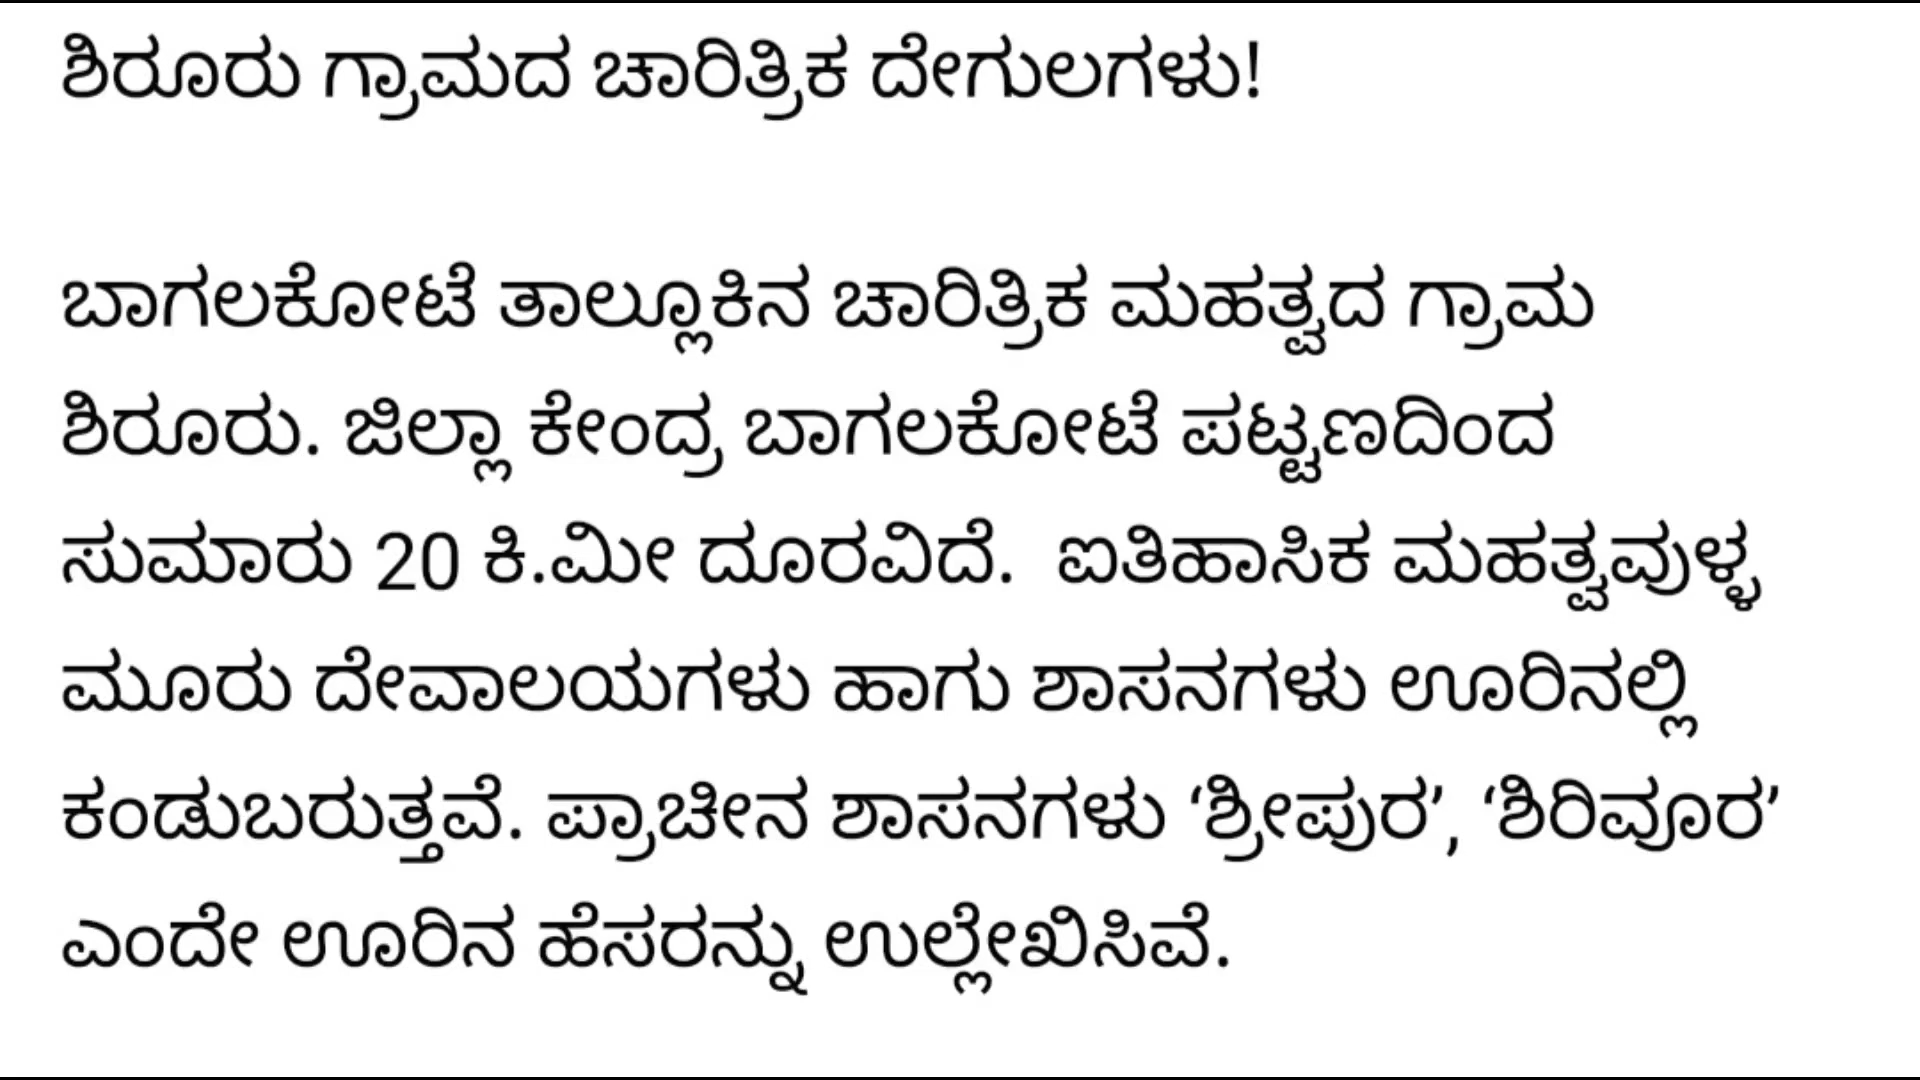 ಶಿರೂರು ಗ್ರಾಮದ ಚಾರಿತ್ರಿಕ ದೇಗುಲಗಳು!
ಬಾಗಲಕೋಟೆ ತಾಲ್ಲೂಕಿನ ಚಾರಿತ್ರಿಕ ಮಹತ್ವದ ಗ್ರಾಮ
ಶಿರೂರು. ಜಿಲ್ಲಾ ಕೇಂದ್ರ ಬಾಗಲಕೋಟೆ ಪಟ್ಟಣದಿಂದ
ಸುಮಾರು 20 ಕಿ.ಮೀ ದೂರವಿದೆ.  ಐತಿಹಾಸಿಕ ಮಹತ್ವವುಳ್ಳ
ಮೂರು ದೇವಾಲಯಗಳು ಹಾಗು ಶಾಸನಗಳು ಊರಿನಲ್ಲಿ
ಕಂಡುಬರುತ್ತವೆ. ಪ್ರಾಚೀನ ಶಾಸನಗಳು ‘ಶ್ರೀಪುರ’, ‘ಶಿರಿವೂರ’
ಎಂದೇ ಊರಿನ ಹೆಸರನ್ನು ಉಲ್ಲೇಖಿಸಿವೆ.